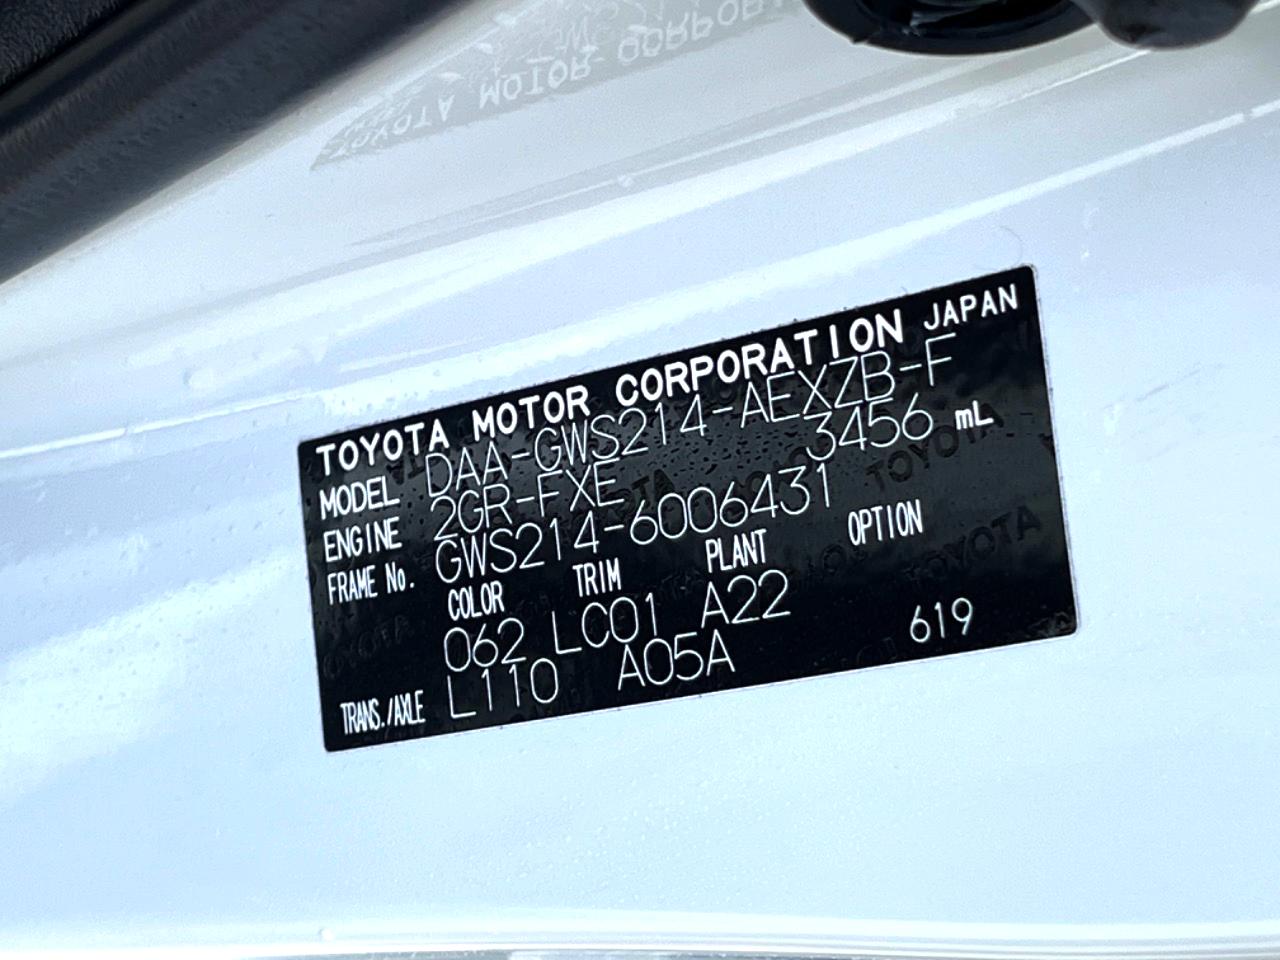 TOYOTA MOTOR CORPORATION JAPAN
MODEL DAA-GWS214-AEXZB-F
ENGINE 2GR-FXE 3456 mL
FRAME No. GWS214-6006431
COLOR TRIM PLANT OPTION
062 LC01 A22
TRANS./AXLE L110 A05A 619